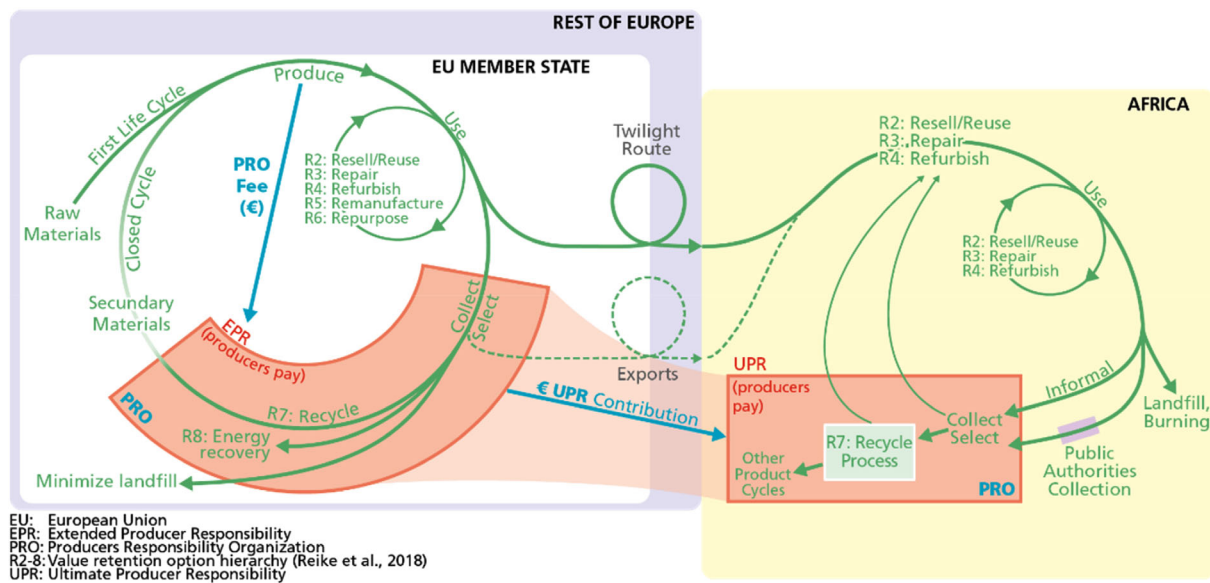 REST OF EUROPE
EU MEMBER STATE
Produce
First Life Cycle
Closed Cycle
Raw
Materials
Secundary
Materials
PRO
Fee
(€)
Use
R2: Resell/Reuse
R3: Repair
R4: Refurbish
R5: Remanufacture
R6: Repurpose
EPR
(producers pay)
PRO
Collect
Select
R7: Recycle
R8: Energy
recovery
Minimize landfill
Twilight
Route
Exports
€ UPR Contribution
AFRICA
R2: Resell/Reuse
R3: Repair
R4: Refurbish
Use
R2: Resell/Reuse
R3: Repair
R4: Refurbish
UPR
(producers
pay)
Informal
Landfill,
Burning
Collect
Select
R7: Recycle
Process
Other
Product
Cycles
PRO
Public
Authorities
Collection
EU: European Union
EPR: Extended Producer Responsibility
PRO: Producers Responsibility Organization
R2-8: Value retention option hierarchy (Reike et al., 2018)
UPR: Ultimate Producer Responsibility